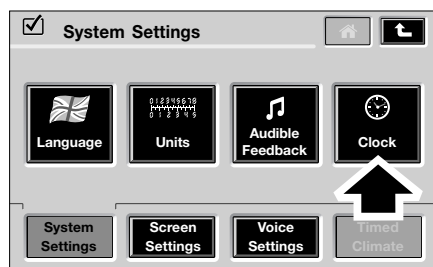 System Settings
Language
Units
Audible
Feedback
Clock
System
Settings
Screen
Settings
Voice
Settings
Timed
Climate